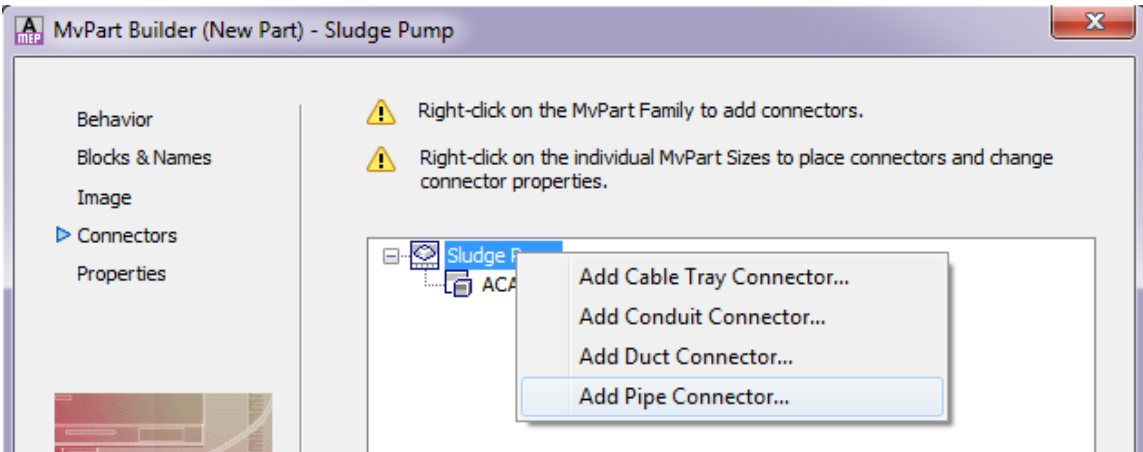 MvPart Builder (New Part) - Sludge Pump
Behavior
Blocks & Names
Image
Connectors
Properties
Right-click on the MvPart Family to add connectors.
Right-click on the individual MvPart Sizes to place connectors and change
connector properties.
Sludge
Add Cable Tray Connector...
Add Conduit Connector...
Add Duct Connector...
Add Pipe Connector...